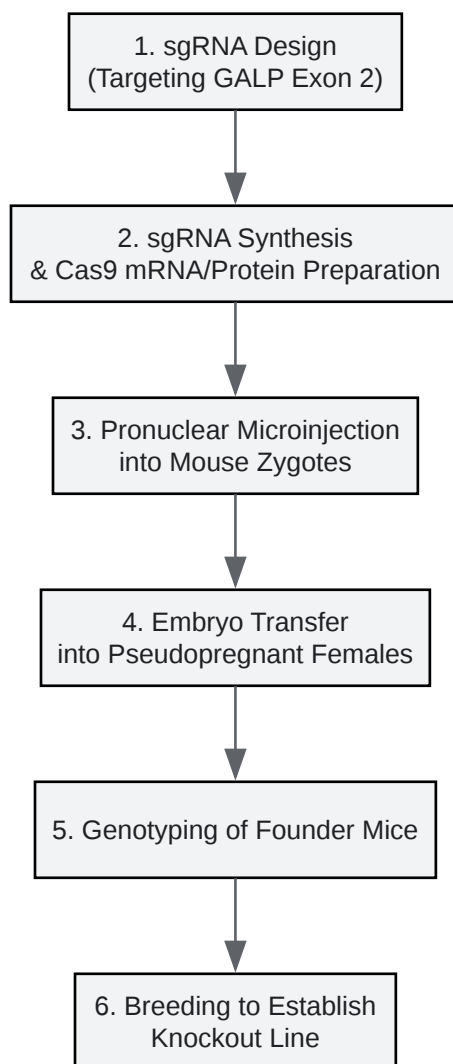 1. sgRNA Design
(Targeting GALP Exon 2)
2. sgRNA Synthesis
& Cas9 mRNA/Protein Preparation
3. Pronuclear Microinjection
into Mouse Zygotes
4. Embryo Transfer
into Pseudopregnant Females
5. Genotyping of Founder Mice
6. Breeding to Establish
Knockout Line